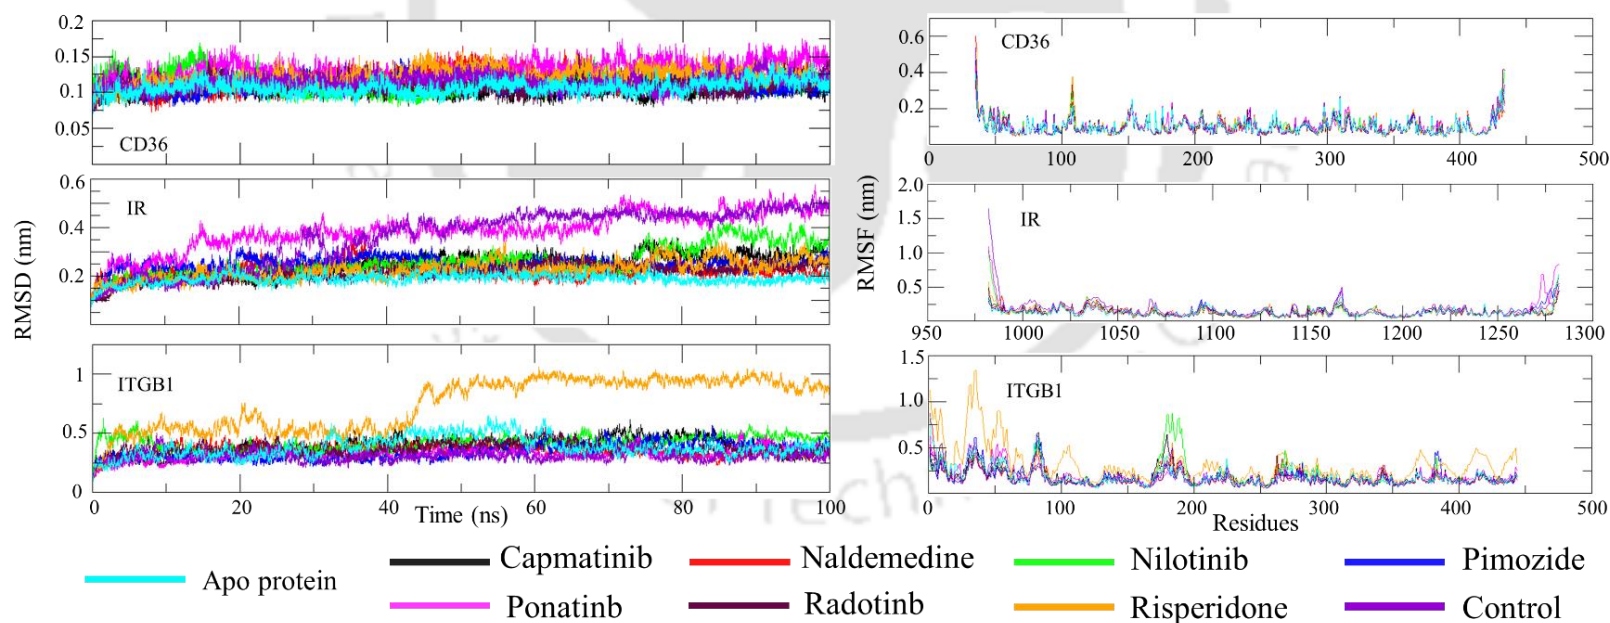 0.2
0.15
0.1
0.05
CD36
0.6
0.4
0.2
IR
RMSD (nm)
1
0.5
0
ITGB1
0 20 40 60 80 100
Time (ns)
0.6
0.4
0.2
CD36
0 100 200 300 400 500
2.0
1.5
1.0
0.5
IR
RMSF (nm)
950 1000 1050 1100 1150 1200 1250 1300
1.5
1.0
0.5
ITGB1
0 100 200 300 400 500
Residues
Tech
Apo protein
Capmatinib Naldemedine Nilotinib Pimozide
Ponatinb Radotinb Risperidone Control